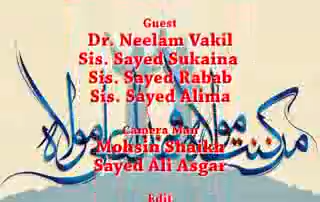 Guest
Dr. Neelam Vakil
Sis. Sayed Sukaina
Sis. Sayed Rabab
Sis. Sayed Alima
Camera Man
Mohsin Shaikh
Sayed Ali Asgar
Edit